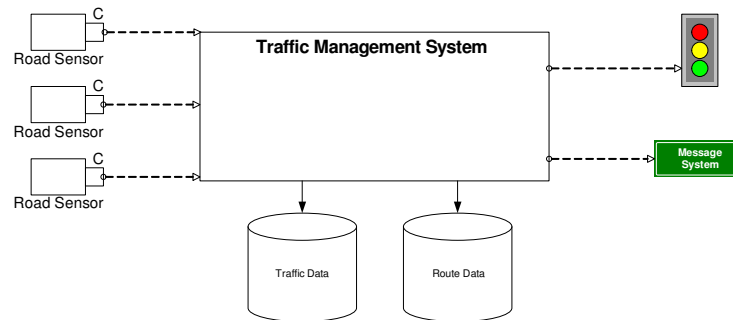 C
Road Sensor
C
Road Sensor
C
Road Sensor
Traffic Management System
Message
System
Traffic Data
Route Data